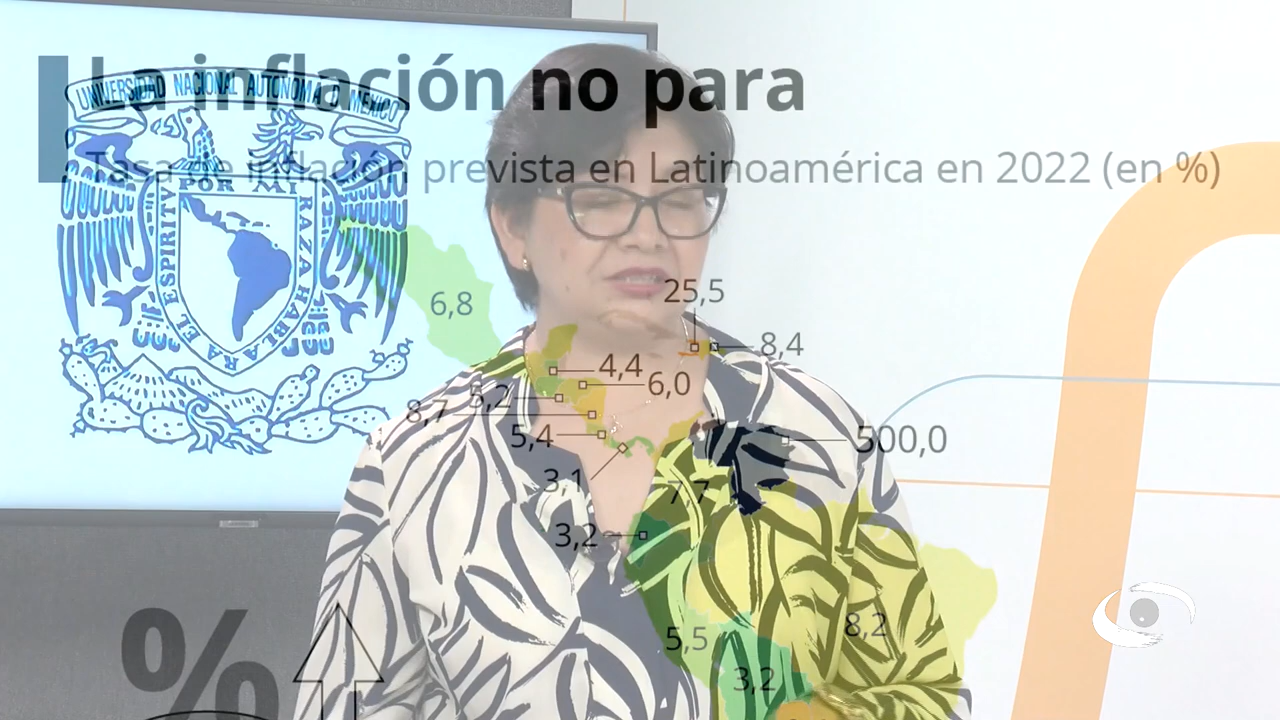 La inflación no para
UNIVERSIDAD NACIONAL AUTONOMA DE MEXICO
Tasa de inflación prevista en Latinoamérica en 2022 (en %)
POR MI
RAZA HABLARA
EL ESPIRITV
6,8
25,5
8,4
4,4
6,0
5,2
8,7
5,4
500,0
3,1
7,7
3,2
8,2
5,5
3,2
%